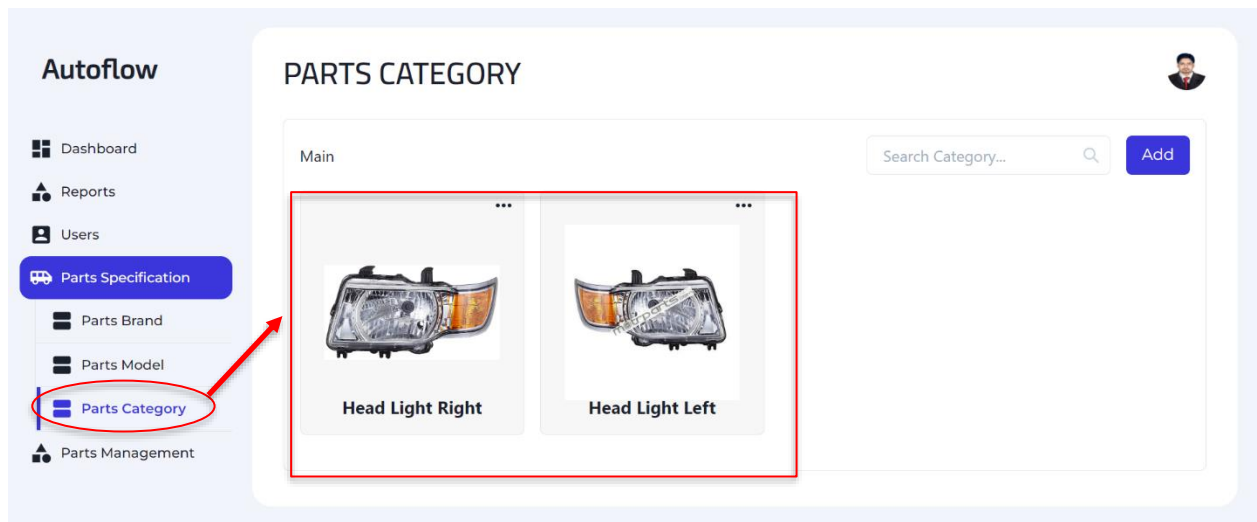 Autoflow
PARTS CATEGORY
Dashboard
Reports
Users
Parts Specification
Parts Brand
Parts Model
Parts Category
Parts Management
Main
Search Category...
Add
Head Light Right
Head Light Left